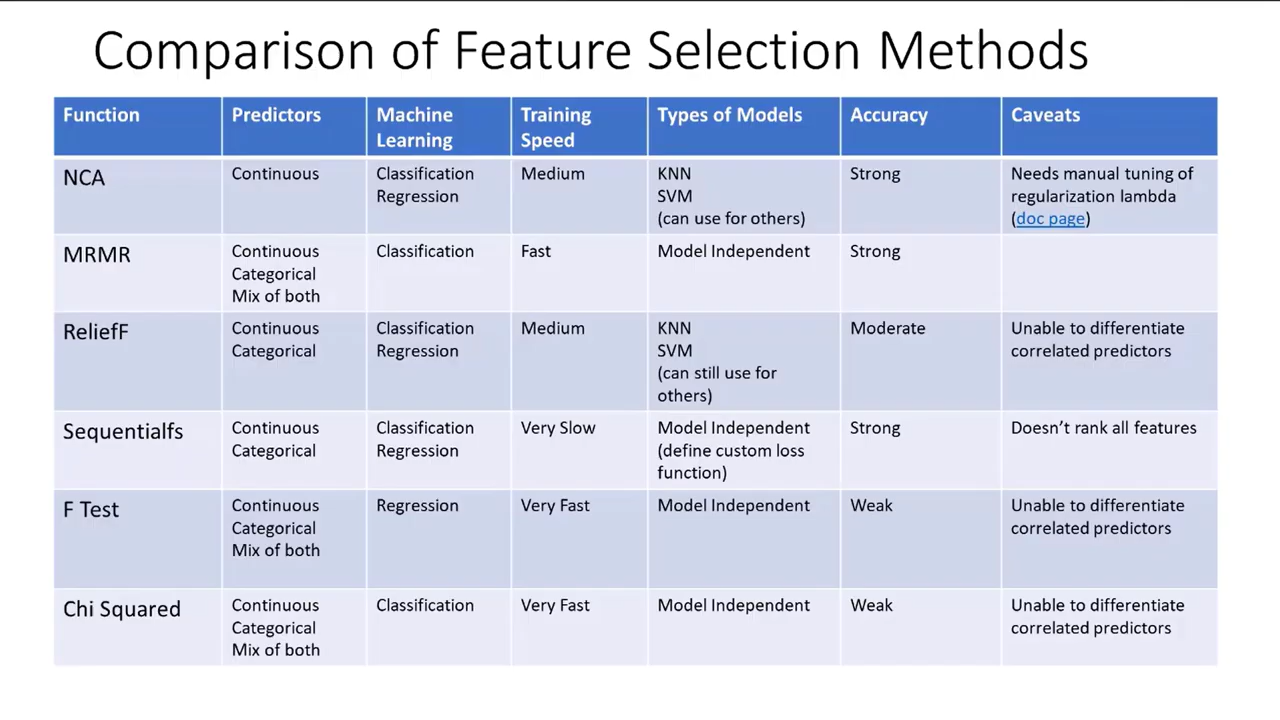 Comparison of Feature Selection Methods
Function
Predictors
Machine
Learning
Training
Speed
Types of Models
Accuracy
Caveats
NCA
Continuous
Classification
Regression
Medium
KNN
SVM
(can use for others)
Strong
Needs manual tuning of
regularization lambda
(doc page)
MRMR
Continuous
Categorical
Mix of both
Classification
Fast
Model Independent
Strong
ReliefF
Continuous
Categorical
Classification
Regression
Medium
KNN
SVM
(can still use for
others)
Moderate
Unable to differentiate
correlated predictors
Sequentialfs
Continuous
Categorical
Classification
Regression
Very Slow
Model Independent
(define custom loss
function)
Strong
Doesn’t rank all features
F Test
Continuous
Categorical
Mix of both
Regression
Very Fast
Model Independent
Weak
Unable to differentiate
correlated predictors
Chi Squared
Continuous
Categorical
Mix of both
Classification
Very Fast
Model Independent
Weak
Unable to differentiate
correlated predictors